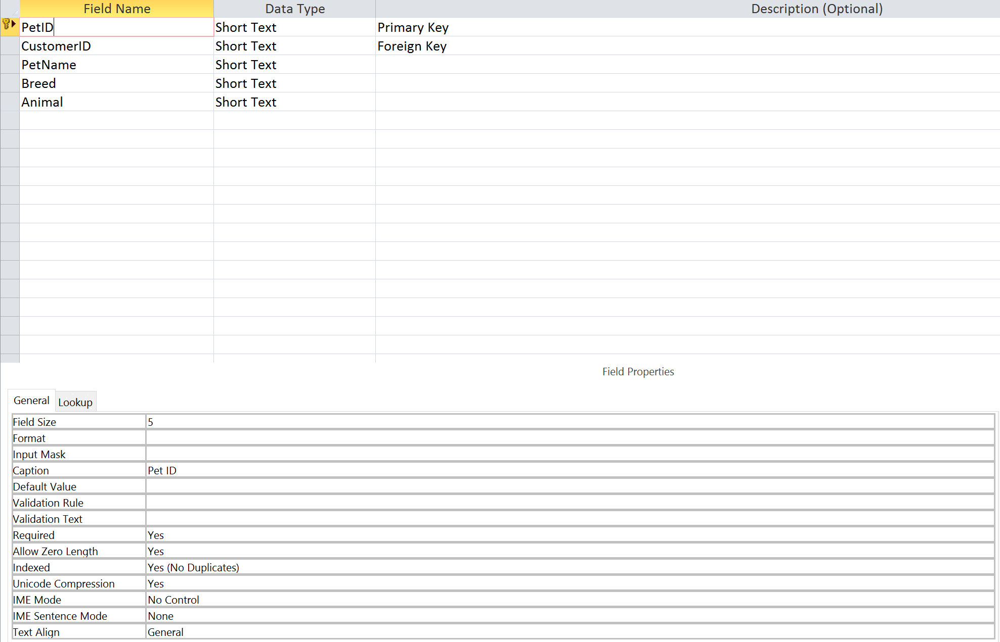 Field Name Data Type Description (Optional)
PetID Short Text Primary Key
CustomerID Short Text Foreign Key
PetName Short Text
Breed Short Text
Animal Short Text
Field Properties
General Lookup
Field Size 5
Format
Input Mask
Caption Pet ID
Default Value
Validation Rule
Validation Text
Required Yes
Allow Zero Length Yes
Indexed Yes (No Duplicates)
Unicode Compression Yes
IME Mode No Control
IME Sentence Mode None
Text Align General